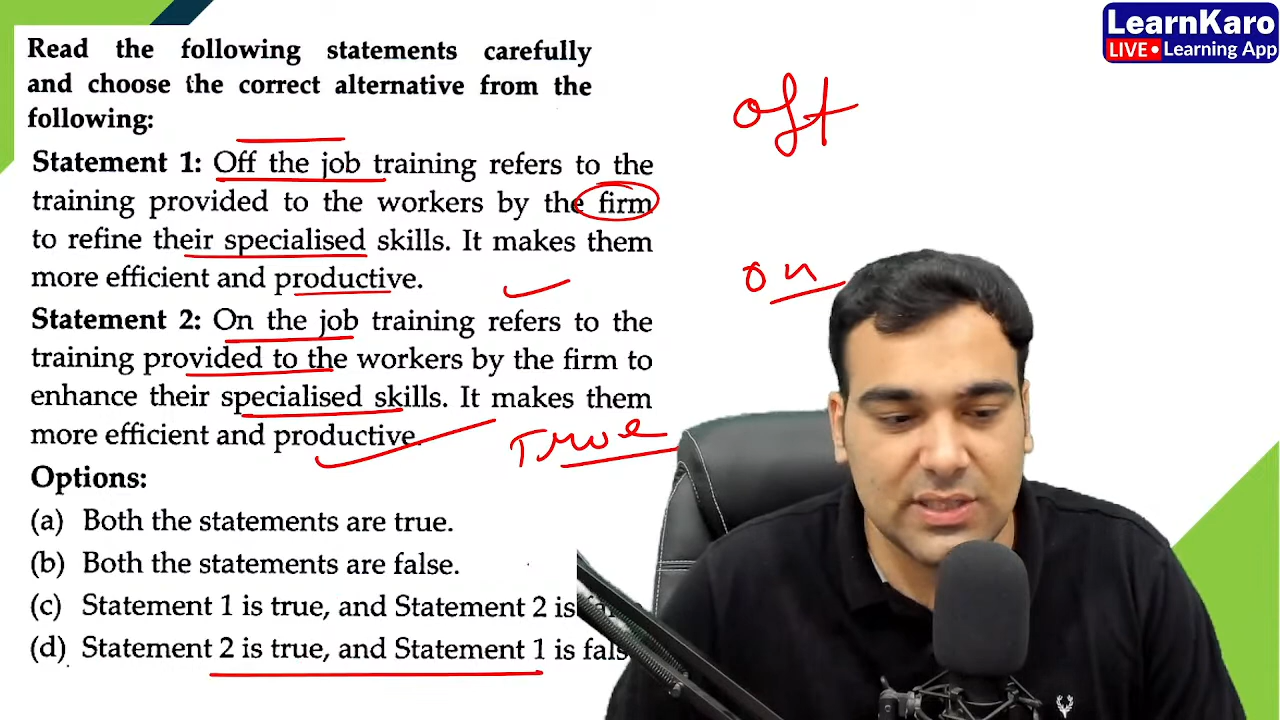 LearnKaro
LIVE • Learning App
Read the following statements carefully
and choose the correct alternative from the
following:
Statement 1: Off the job training refers to the
training provided to the workers by the firm
to refine their specialised skills. It makes them
more efficient and productive.
Statement 2: On the job training refers to the
training provided to the workers by the firm to
enhance their specialised skills. It makes them
more efficient and productive.
Options:
(a) Both the statements are true.
(b) Both the statements are false.
(c) Statement 1 is true, and Statement 2 is
(d) Statement 2 is true, and Statement 1 is
on
True